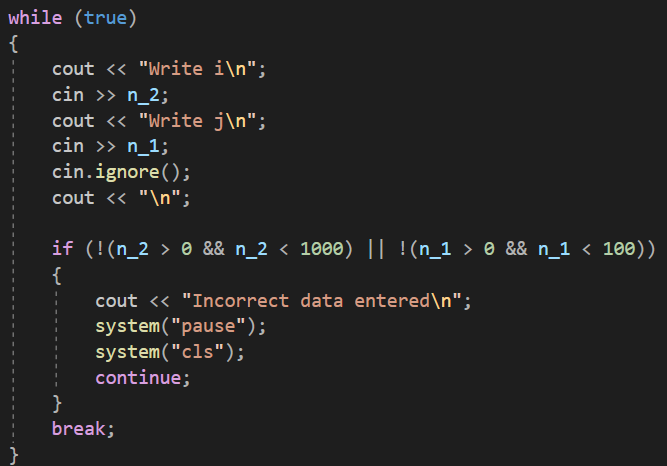 while (true)
{
    cout << "Write i\n";
    cin >> n_2;
    cout << "Write j\n";
    cin >> n_1;
    cin.ignore();
    cout << "\n";

    if (!(n_2 > 0 && n_2 < 1000) || !(n_1 > 0 && n_1 < 100))
    {
        cout << "Incorrect data entered\n";
        system("pause");
        system("cls");
        continue;
    }
    break;
}